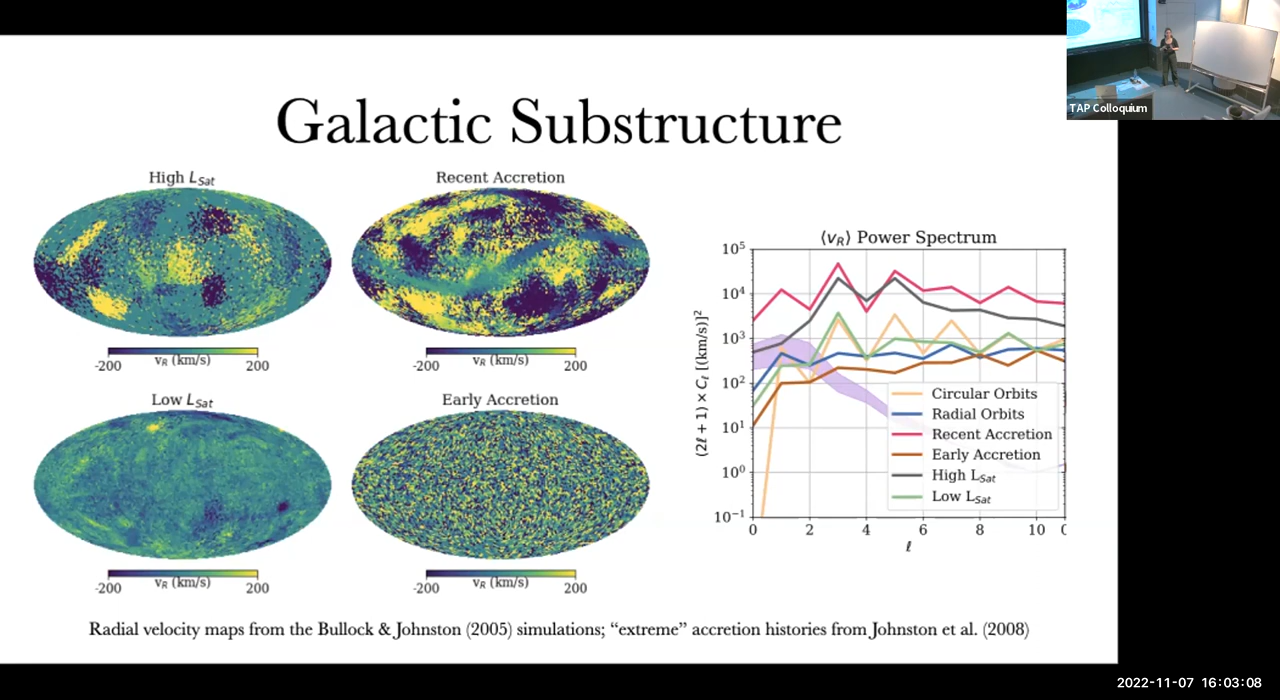 TAP Colloquium
Galactic Substructure
High L_Sat
Recent Accretion
-200
v_R (km/s)
200
-200
v_R (km/s)
200
Low L_Sat
Early Accretion
-200
v_R (km/s)
200
-200
v_R (km/s)
200
⟨v_R⟩ Power Spectrum
(2ℓ + 1) × C_ℓ [(km/s)]²
10⁵
10⁴
10³
10²
10¹
10⁰
10⁻¹
Circular Orbits
Radial Orbits
Recent Accretion
Early Accretion
High L_Sat
Low L_Sat
0 2 4 6 8 10
ℓ
Radial velocity maps from the Bullock & Johnston (2005) simulations; “extreme” accretion histories from Johnston et al. (2008)
2022-11-07 16:03:08